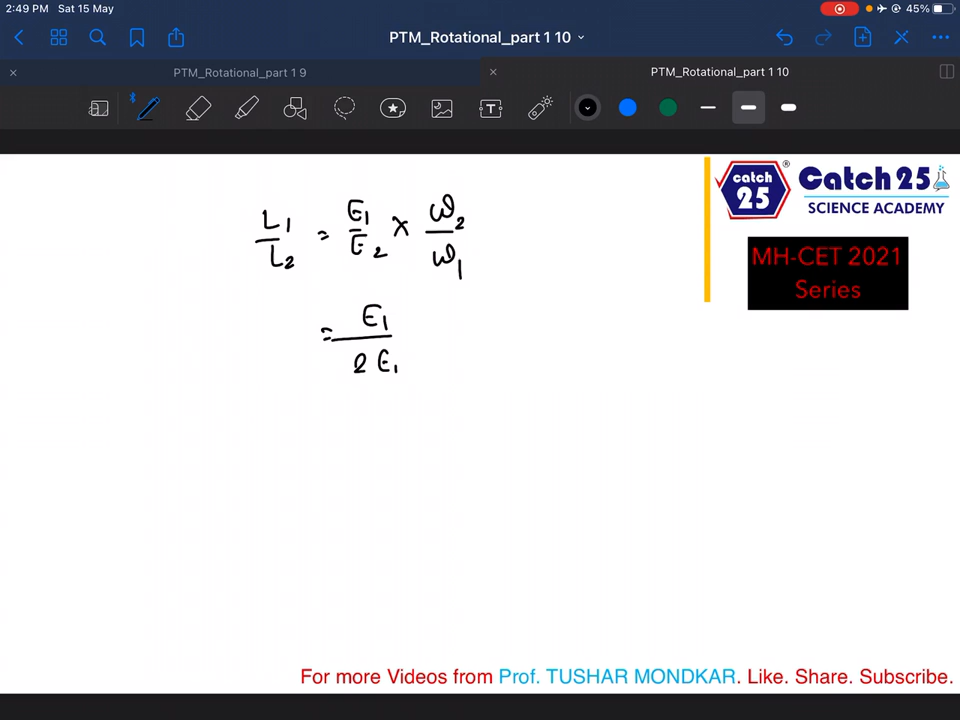 2:49 PM Sat 15 May 45%
PTM_Rotational_part 1 10
PTM_Rotational_part 1 9 PTM_Rotational_part 1 10
T
L₁/L₂ = E₁/E₂ × ω₂/ω₁
= E₁/2E₁
catch 25 ® Catch 25
SCIENCE ACADEMY
MH-CET 2021
Series
For more Videos from Prof. TUSHAR MONDKAR. Like. Share. Subscribe.